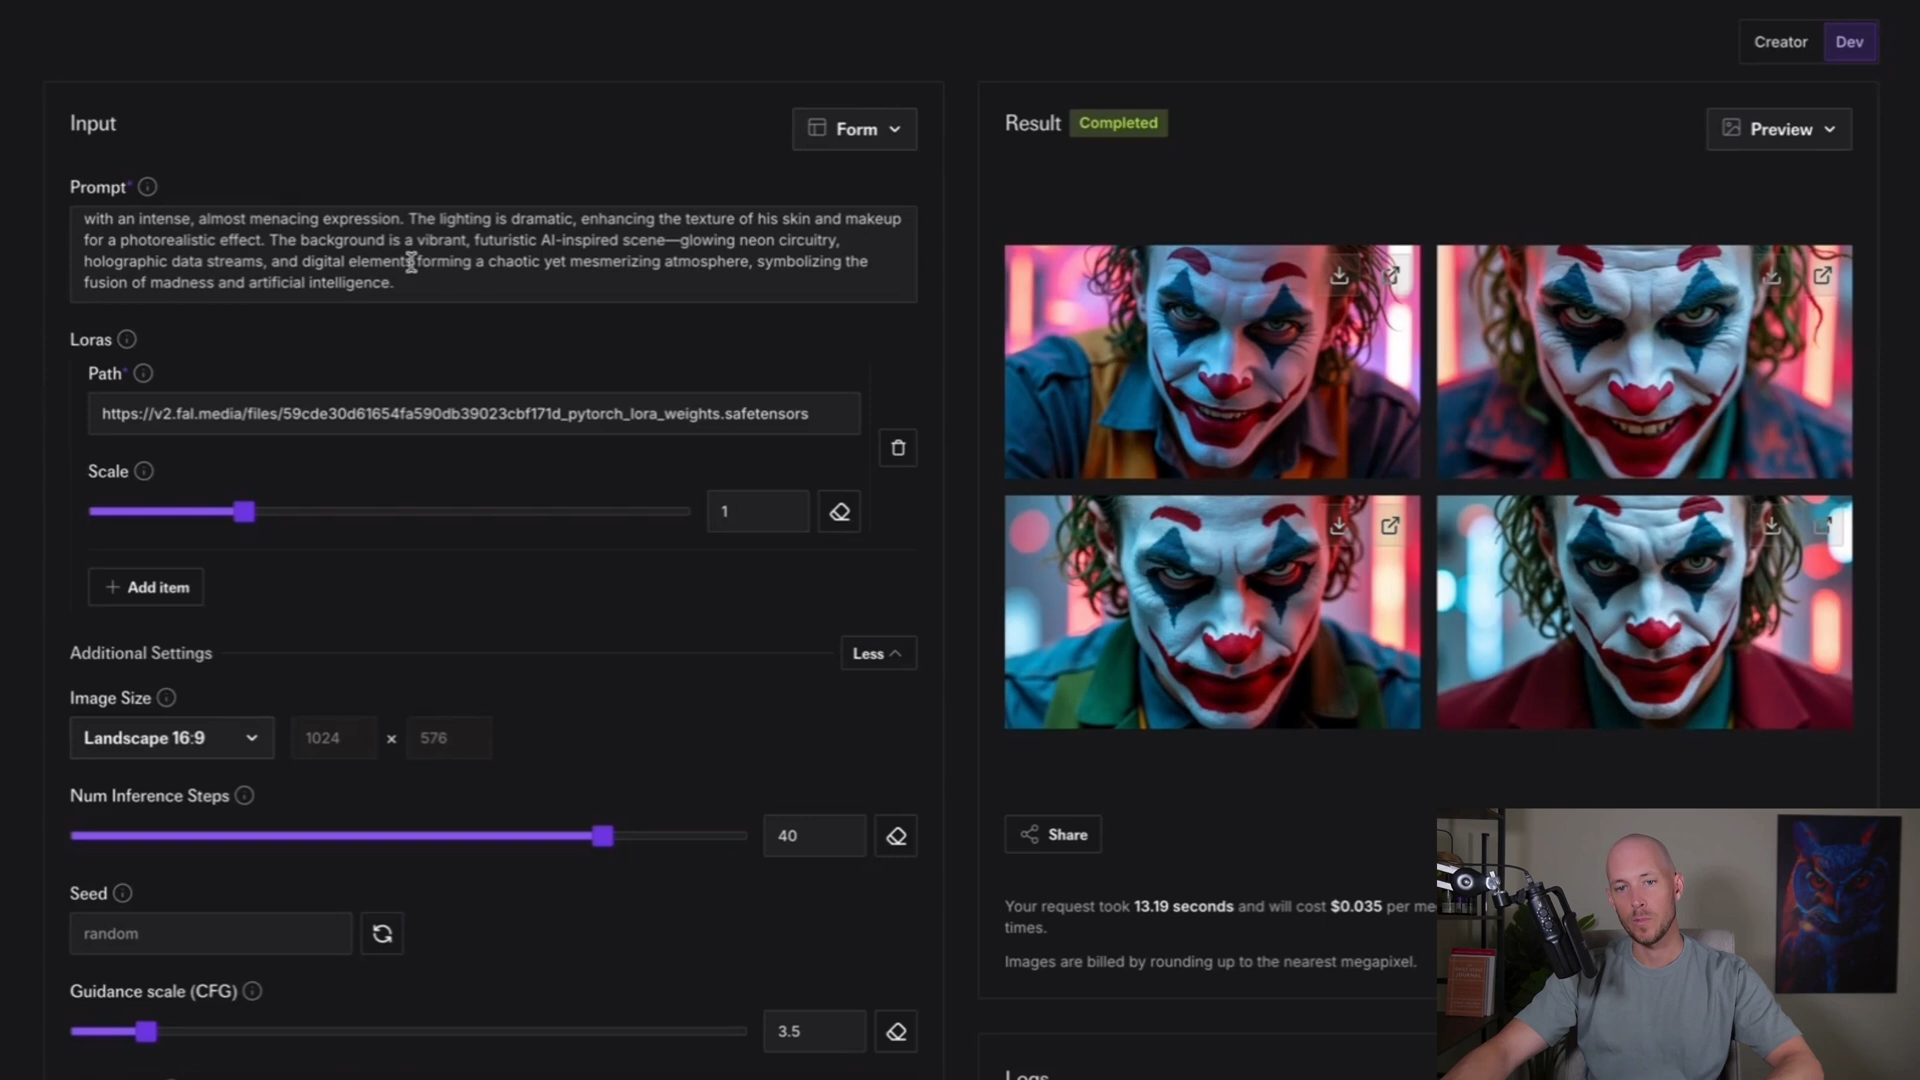 Creator Dev
Input
Form
Result Completed
Preview
Prompt*
with an intense, almost menacing expression. The lighting is dramatic, enhancing the texture of his skin and makeup
for a photorealistic effect. The background is a vibrant, futuristic AI-inspired scene—glowing neon circuitry,
holographic data streams, and digital elements forming a chaotic yet mesmerizing atmosphere, symbolizing the
fusion of madness and artificial intelligence.
Loras
Path*
https://v2.fal.media/files/59cde30d61654fa590db39023cbf171d_pytorch_lora_weights.safetensors
Scale
1
+ Add item
Additional Settings
Less
Image Size
Landscape 16:9
1024 × 576
Num Inference Steps
40
Seed
random
Guidance scale (CFG)
3.5
Share
Your request took 13.19 seconds and will cost $0.035 per me
times.
Images are billed by rounding up to the nearest megapixel.
Logs